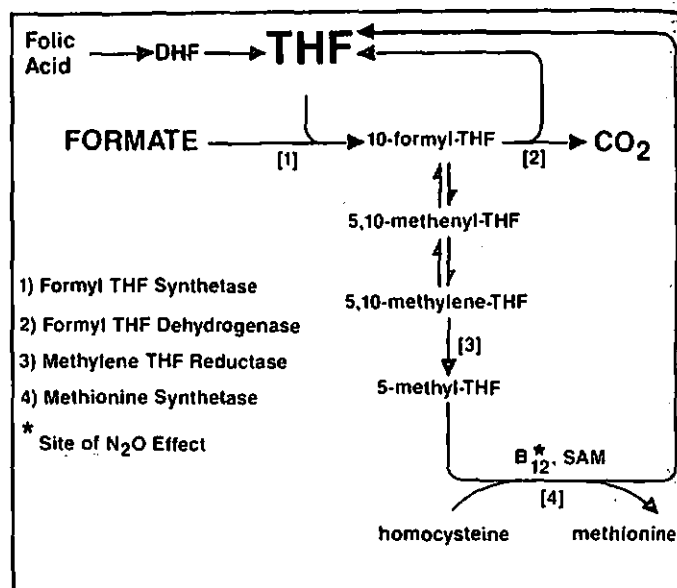 Folic
Acid
DHF
THF
FORMATE
[1]
10-formyl-THF
[2]
CO2
5,10-methenyl-THF
5,10-methylene-THF
[3]
5-methyl-THF
1) Formyl THF Synthetase
2) Formyl THF Dehydrogenase
3) Methylene THF Reductase
4) Methionine Synthetase
* Site of N2O Effect
B12*, SAM
[4]
homocysteine
methionine